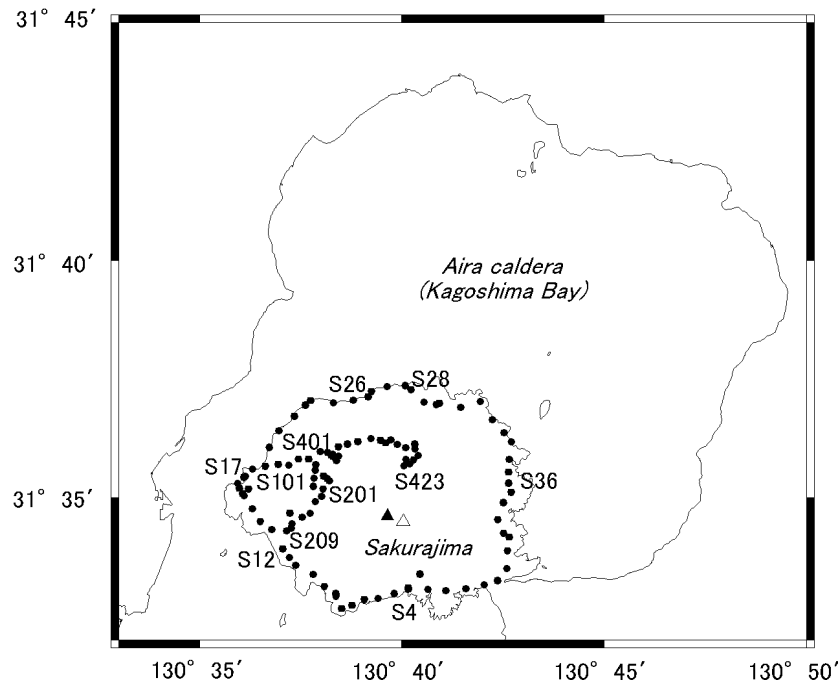 31° 45′
31° 40′
Aira caldera
(Kagoshima Bay)
S26
S28
S401
S17
S101
S423
S36
31° 35′
S201
S209
Sakurajima
S12
S4
130° 35′
130° 40′
130° 45′
130° 50′